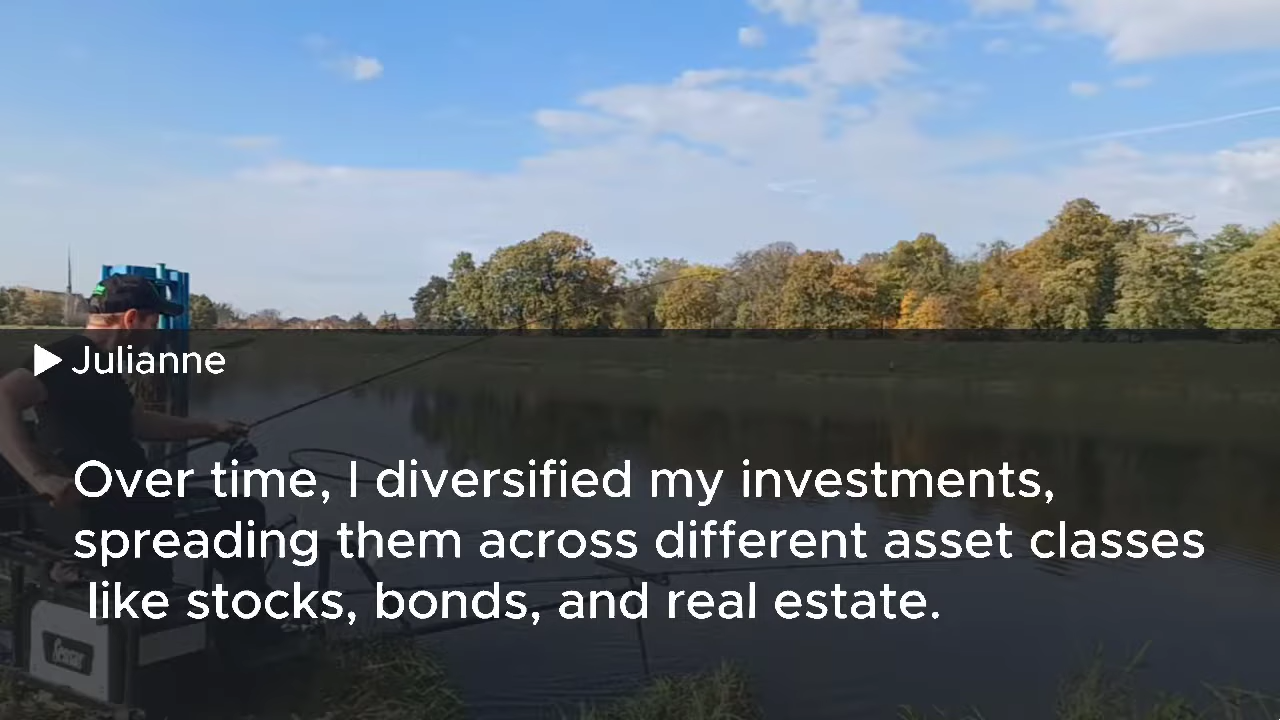 Julianne
Over time, I diversified my investments,
spreading them across different asset classes
like stocks, bonds, and real estate.